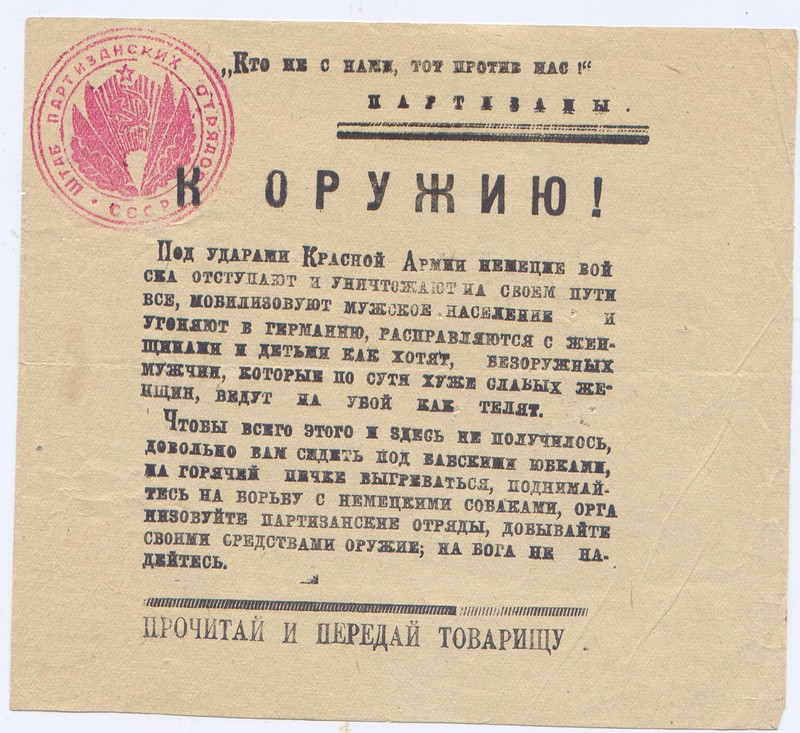 ШТАБ ПАРТИЗАНСКИХ ОТРЯДОВ
СССР
„Кто не с нами, тот против нас!“
ПАРТИЗАНЫ.
К ОРУЖИЮ!
Под ударами Красной Армии немецие вой
ска отступают и уничтожают на своем пути
все, мобилизовуют мужское население и
угоняют в Германию, расправляются с жен-
щинами и детьми как хотят, безоружных
мужчин, которые по сути хуже слабых же-
нщин, ведут на убой как телят.
Чтобы всего этого и здесь не получилось,
довольно вам сидеть под бабскими юбками,
на горячей печке выгреваться, поднимай-
тесь на борьбу с немецкими собаками, орга
низовуйте партизанские отряды, добывайте
своими средствами оружие; на бога не на-
дейтесь.
ПРОЧИТАЙ И ПЕРЕДАЙ ТОВАРИЩУ.